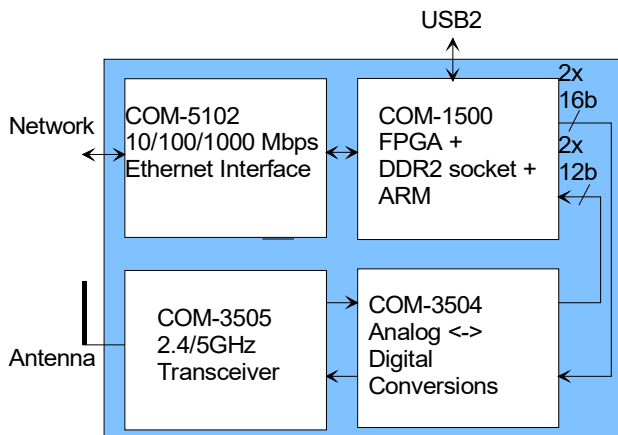 USB2
Network
COM-5102
10/100/1000 Mbps
Ethernet Interface
COM-1500
FPGA +
DDR2 socket +
ARM
2x
16b
2x
12b
Antenna
COM-3505
2.4/5GHz
Transceiver
COM-3504
Analog <->
Digital
Conversions